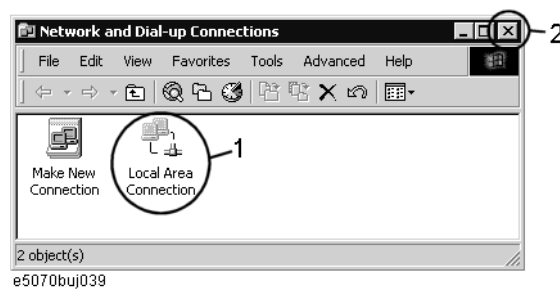 Network and Dial-up Connections
2
File Edit View Favorites Tools Advanced Help
1
Make New Connection
Local Area Connection
2 object(s)
e5070buj039